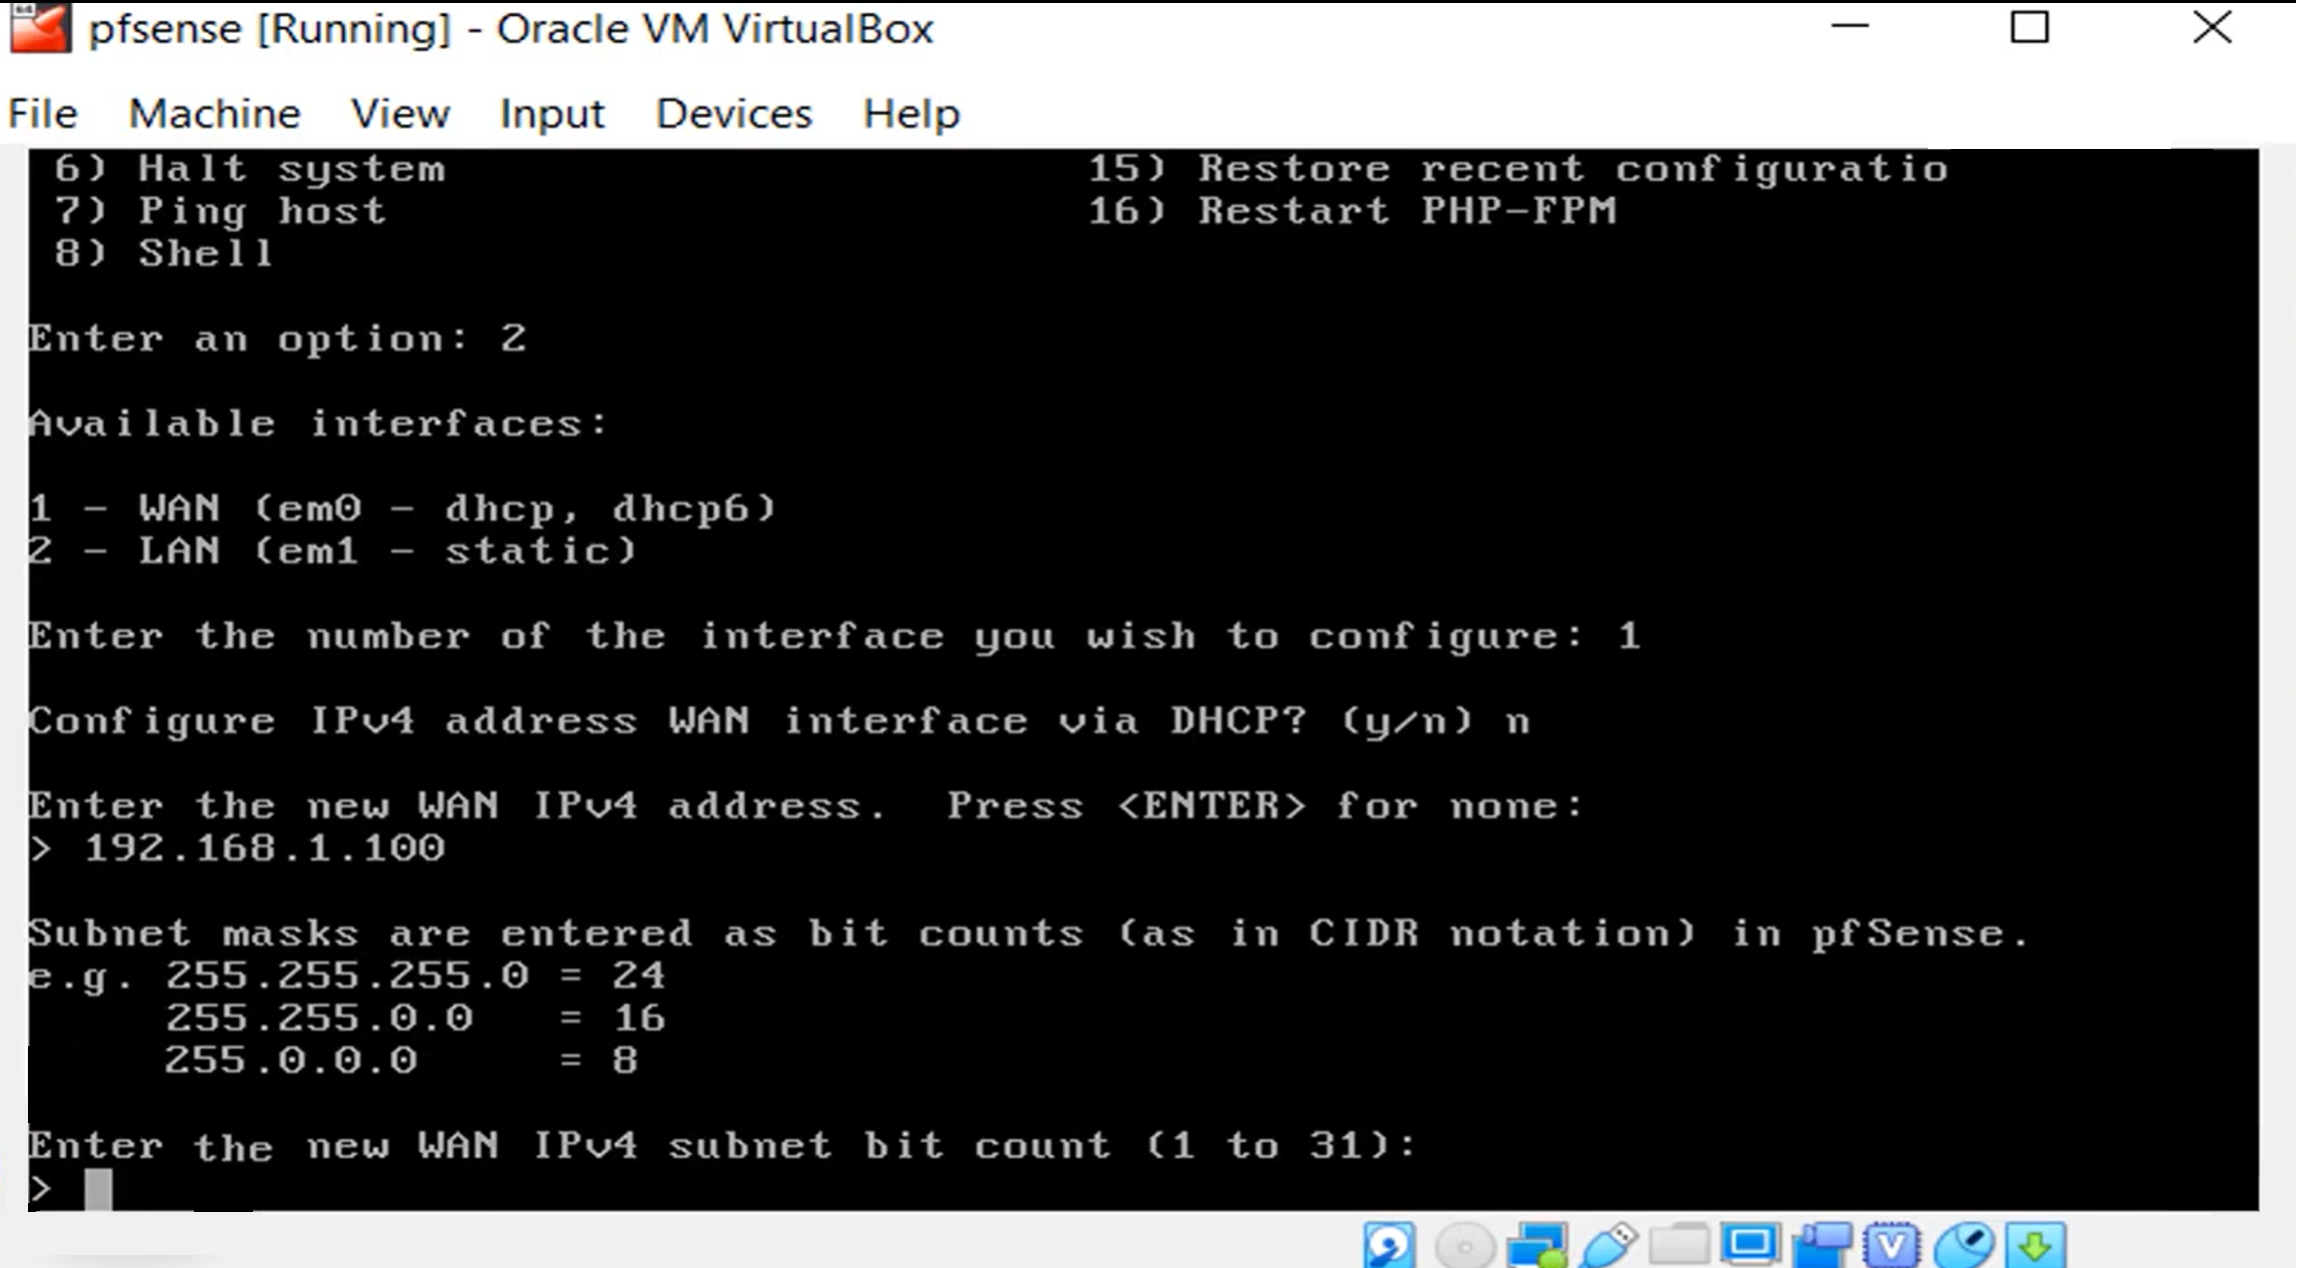 pfsense [Running] - Oracle VM VirtualBox
File Machine View Input Devices Help
6) Halt system 15) Restore recent configuratio
7) Ping host 16) Restart PHP-FPM
8) Shell
Enter an option: 2
Available interfaces:
1 - WAN (em0 - dhcp, dhcp6)
2 - LAN (em1 - static)
Enter the number of the interface you wish to configure: 1
Configure IPv4 address WAN interface via DHCP? (y/n) n
Enter the new WAN IPv4 address.  Press <ENTER> for none:
> 192.168.1.100
Subnet masks are entered as bit counts (as in CIDR notation) in pfSense.
e.g. 255.255.255.0 = 24
255.255.0.0 = 16
255.0.0.0 = 8
Enter the new WAN IPv4 subnet bit count (1 to 31):
>